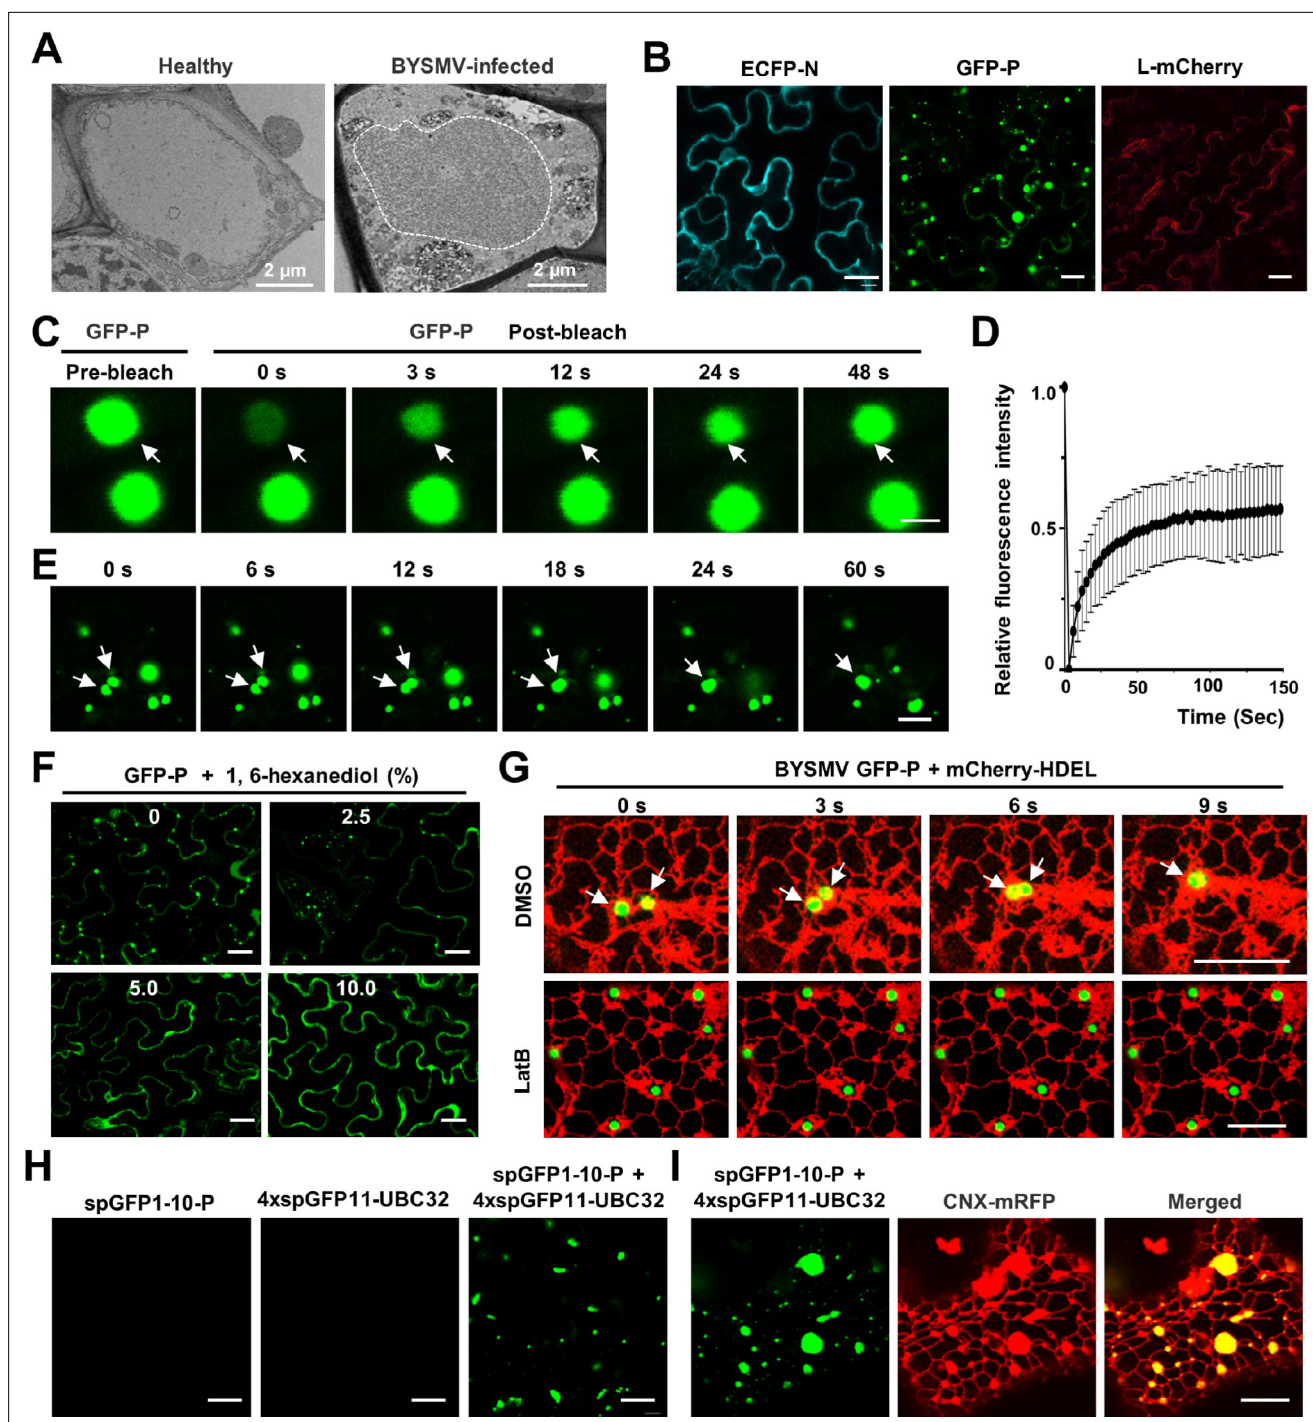 A
Healthy
BYSMV-infected
2 μm
2 μm
B
ECFP-N
GFP-P
L-mCherry
C
GFP-P
GFP-P Post-bleach
Pre-bleach
0 s
3 s
12 s
24 s
48 s
D
Relative fluorescence intensity
1.0
0.5
0
0
50
100
150
Time (Sec)
E
0 s
6 s
12 s
18 s
24 s
60 s
F
GFP-P + 1, 6-hexanediol (%)
0
2.5
5.0
10.0
G
BYSMV GFP-P + mCherry-HDEL
0 s
3 s
6 s
9 s
DMSO
LatB
H
spGFP1-10-P
4xspGFP11-UBC32
spGFP1-10-P +
4xspGFP11-UBC32
I
spGFP1-10-P +
4xspGFP11-UBC32
CNX-mRFP
Merged